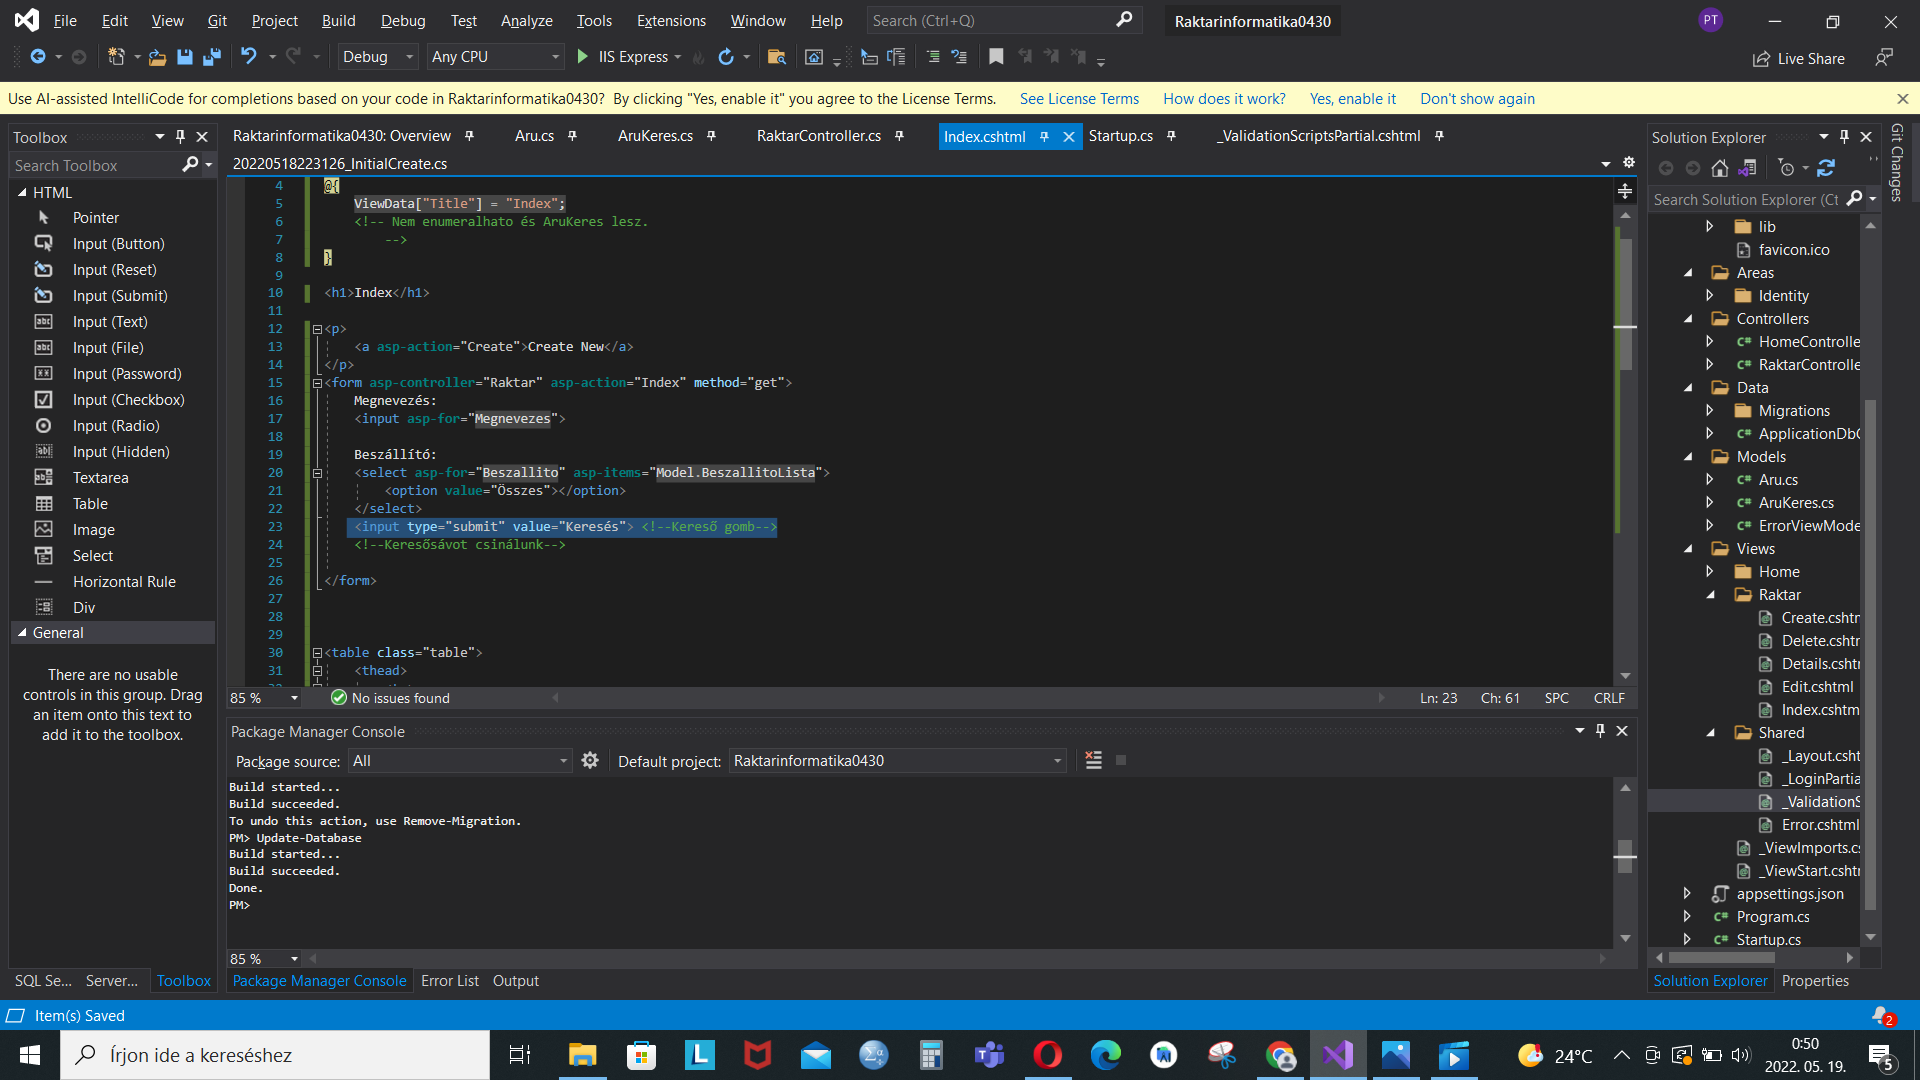 File Edit View Git Project Build Debug Test Analyze Tools Extensions Window Help Search (Ctrl+Q) Raktarinformatika0430 PT
Debug Any CPU IIS Express Live Share
Use AI-assisted IntelliCode for completions based on your code in Raktarinformatika0430? By clicking "Yes, enable it" you agree to the License Terms. See License Terms How does it work? Yes, enable it Don't show again
Toolbox
Search Toolbox
HTML
Pointer
Input (Button)
Input (Reset)
Input (Submit)
Input (Text)
Input (File)
Input (Password)
Input (Checkbox)
Input (Radio)
Input (Hidden)
Textarea
Table
Image
Select
Horizontal Rule
Div
General
There are no usable
controls in this group. Drag
an item onto this text to
add it to the toolbox.
SQL Se... Server... Toolbox
Raktarinformatika0430: Overview Aru.cs AruKeres.cs RaktarController.cs Index.cshtml Startup.cs _ValidationScriptsPartial.cshtml
20220518223126_InitialCreate.cs
4 @{
5 ViewData["Title"] = "Index";
6 <!-- Nem enumeralhato és AruKeres lesz.
7 -->
8 }
9
10 <h1>Index</h1>
11
12 <p>
13 <a asp-action="Create">Create New</a>
14 </p>
15 <form asp-controller="Raktar" asp-action="Index" method="get">
16 Megnevezés:
17 <input asp-for="Megnevezes">
18
19 Beszállító:
20 <select asp-for="Beszallito" asp-items="Model.BeszallitoLista">
21 <option value="Összes"></option>
22 </select>
23 <input type="submit" value="Keresés"> <!--Kereső gomb-->
24 <!--Keresősávot csinálunk-->
25
26 </form>
27
28
29
30 <table class="table">
31 <thead>
85 % No issues found Ln: 23 Ch: 61 SPC CRLF
Package Manager Console
Package source: All Default project: Raktarinformatika0430
Build started...
Build succeeded.
To undo this action, use Remove-Migration.
PM> Update-Database
Build started...
Build succeeded.
Done.
PM>
85 %
Package Manager Console Error List Output
Solution Explorer
Search Solution Explorer (Ct
lib
favicon.ico
Areas
Identity
Controllers
HomeControlle
RaktarControlle
Data
Migrations
ApplicationDbC
Models
Aru.cs
AruKeres.cs
ErrorViewMode
Views
Home
Raktar
Create.cshtm
Delete.cshtm
Details.cshtm
Edit.cshtml
Index.cshtm
Shared
_Layout.csht
_LoginPartia
_ValidationS
Error.cshtml
_ViewImports.cs
_ViewStart.cshtm
appsettings.json
Program.cs
Startup.cs
Solution Explorer Properties
Git Changes
Item(s) Saved 2
Írjon ide a kereséshez
24°C
0:50
2022. 05. 19.
5